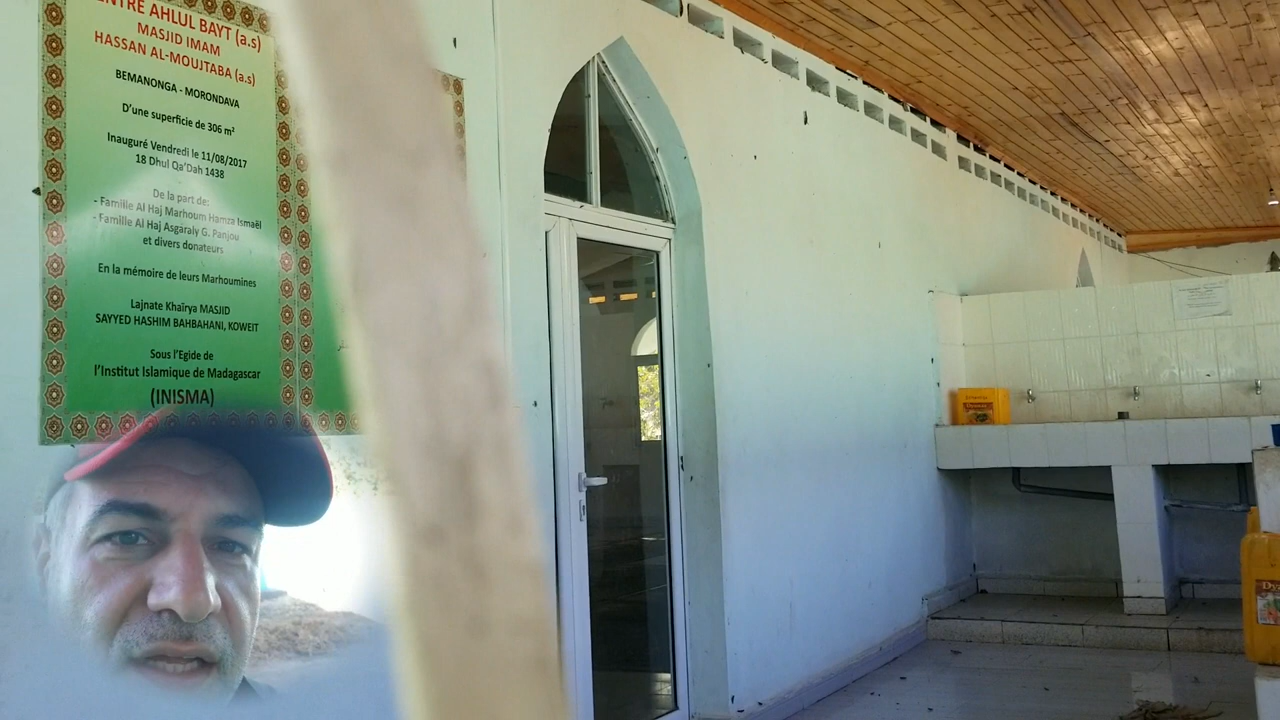 ENTRE AHLUL BAYT (a.s)
MASJID IMAM
HASSAN AL-MOUJTABA (a.s)
BEMANONGA - MORONDAVA
D'une superficie de 306 m²
Inauguré Vendredi le 11/08/2017
18 Dhul Qa'Dah 1438
De la part de:
- Famille Al Haj Marhoum Hamza Ismaël
- Famille Al Haj Asgaraly G. Panjou
et divers donateurs
En la mémoire de leurs Marhoumines
Lajnate Khaïrya MASJID
SAYYED HASHIM BAHBAHANI, KOWEIT
Sous l'Egide de
l'Institut Islamique de Madagascar
(INISMA)